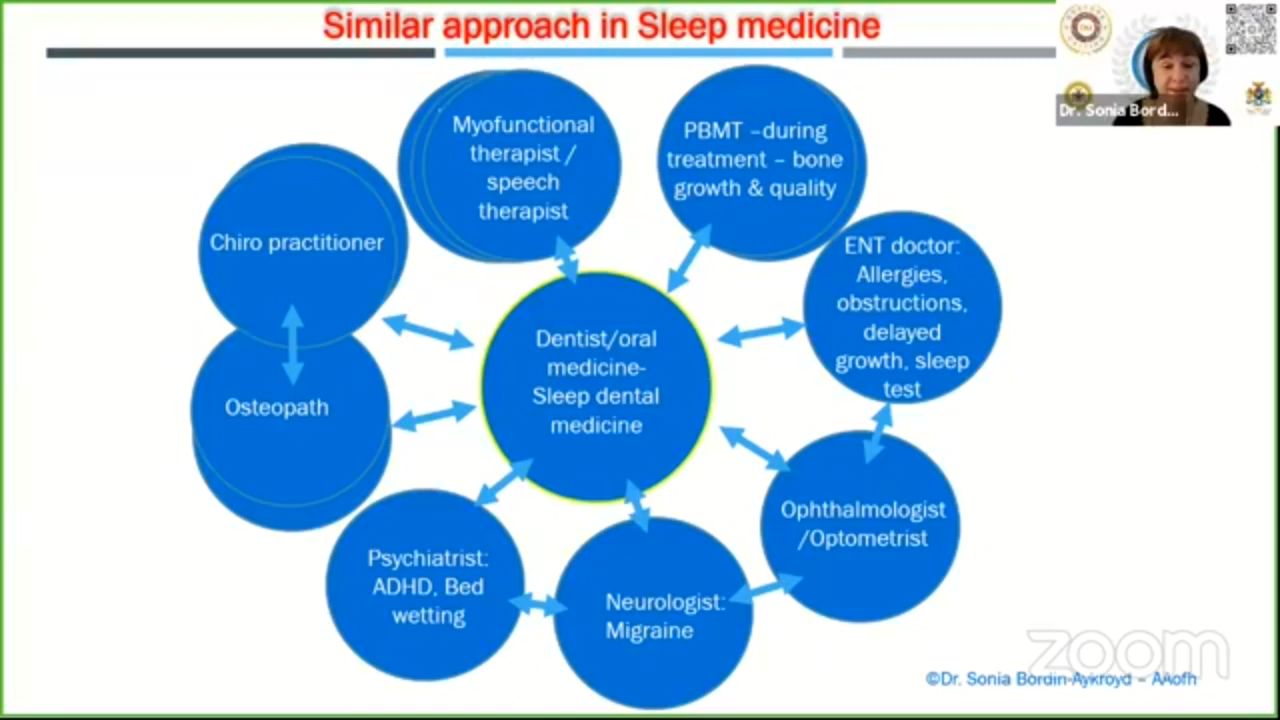 Similar approach in Sleep medicine
Dr. Sonia Bord...
Myofunctional
therapist /
speech
therapist
PBMT –during
treatment – bone
growth & quality
Chiro practitioner
ENT doctor:
Allergies,
obstructions,
delayed
growth, sleep
test
Dentist/oral
medicine-
Sleep dental
medicine
Osteopath
Ophthalmologist
/Optometrist
Psychiatrist:
ADHD, Bed
wetting
Neurologist:
Migraine
zoom
©Dr. Sonia Bordin-Aykroyd – AAofh